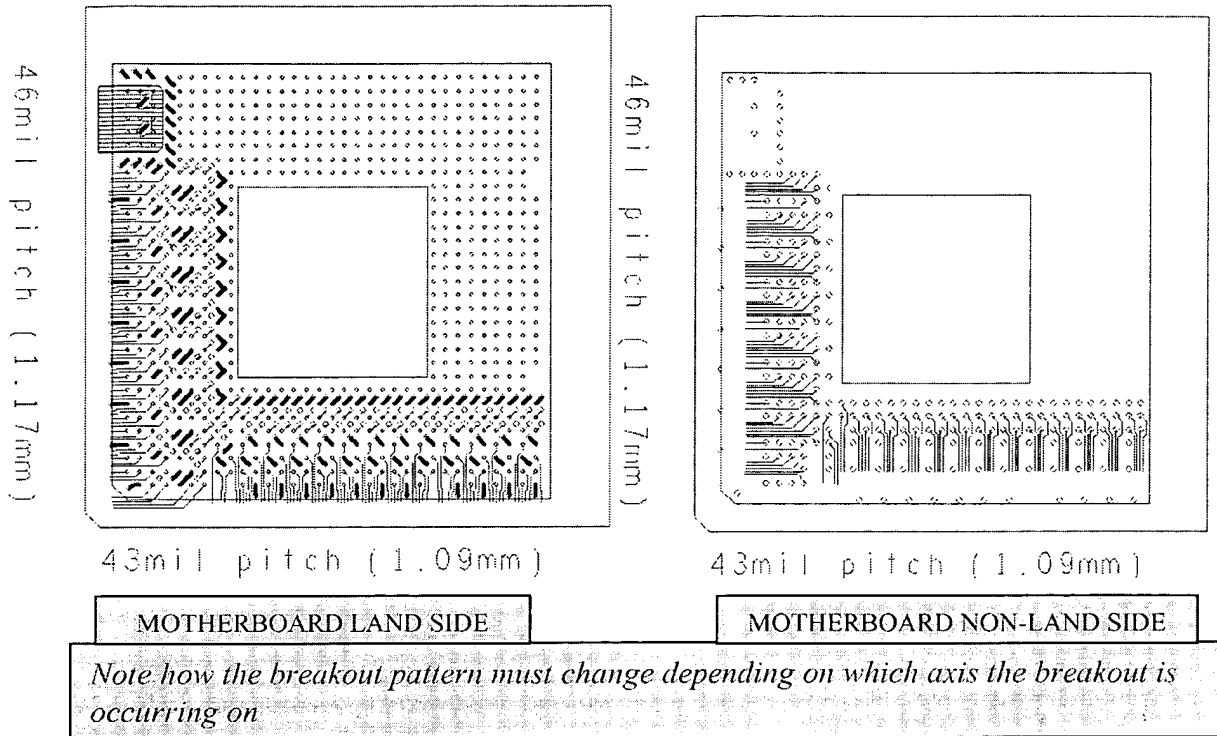 46mil pitch (1.17mm)
46mil pitch (1.17mm)
43mil pitch (1.09mm)
43mil pitch (1.09mm)
MOTHERBOARD LAND SIDE
MOTHERBOARD NON-LAND SIDE
Note how the breakout pattern must change depending on which axis the breakout is
occurring on